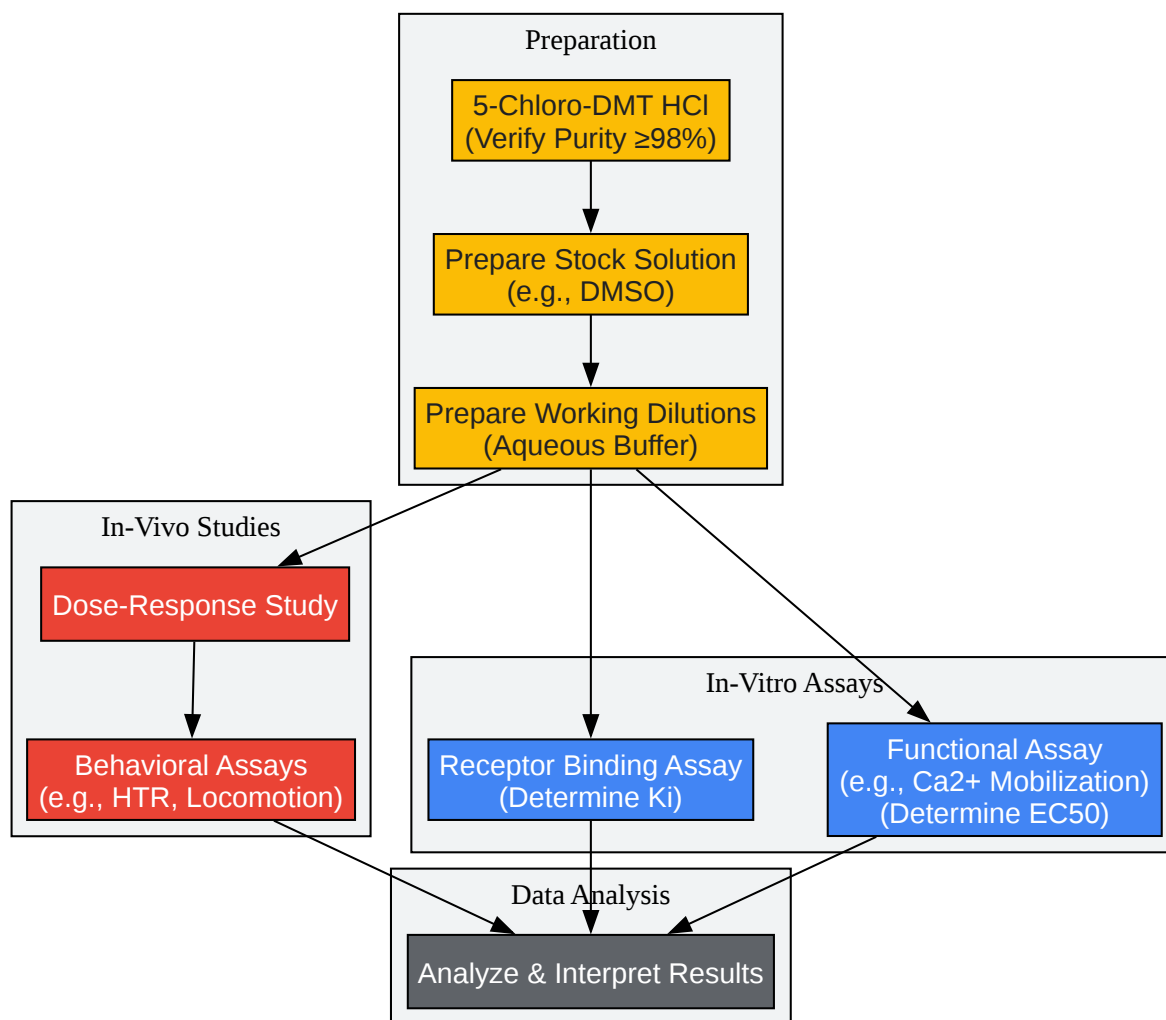 Preparation
5-Chloro-DMT HCl
(Verify Purity ≥98%)
Prepare Stock Solution
(e.g., DMSO)
Prepare Working Dilutions
(Aqueous Buffer)
In-Vivo Studies
Dose-Response Study
Behavioral Assays
(e.g., HTR, Locomotion)
In-Vitro Assays
Receptor Binding Assay
(Determine Ki)
Functional Assay
(e.g., Ca2+ Mobilization)
(Determine EC50)
Data Analysis
Analyze & Interpret Results